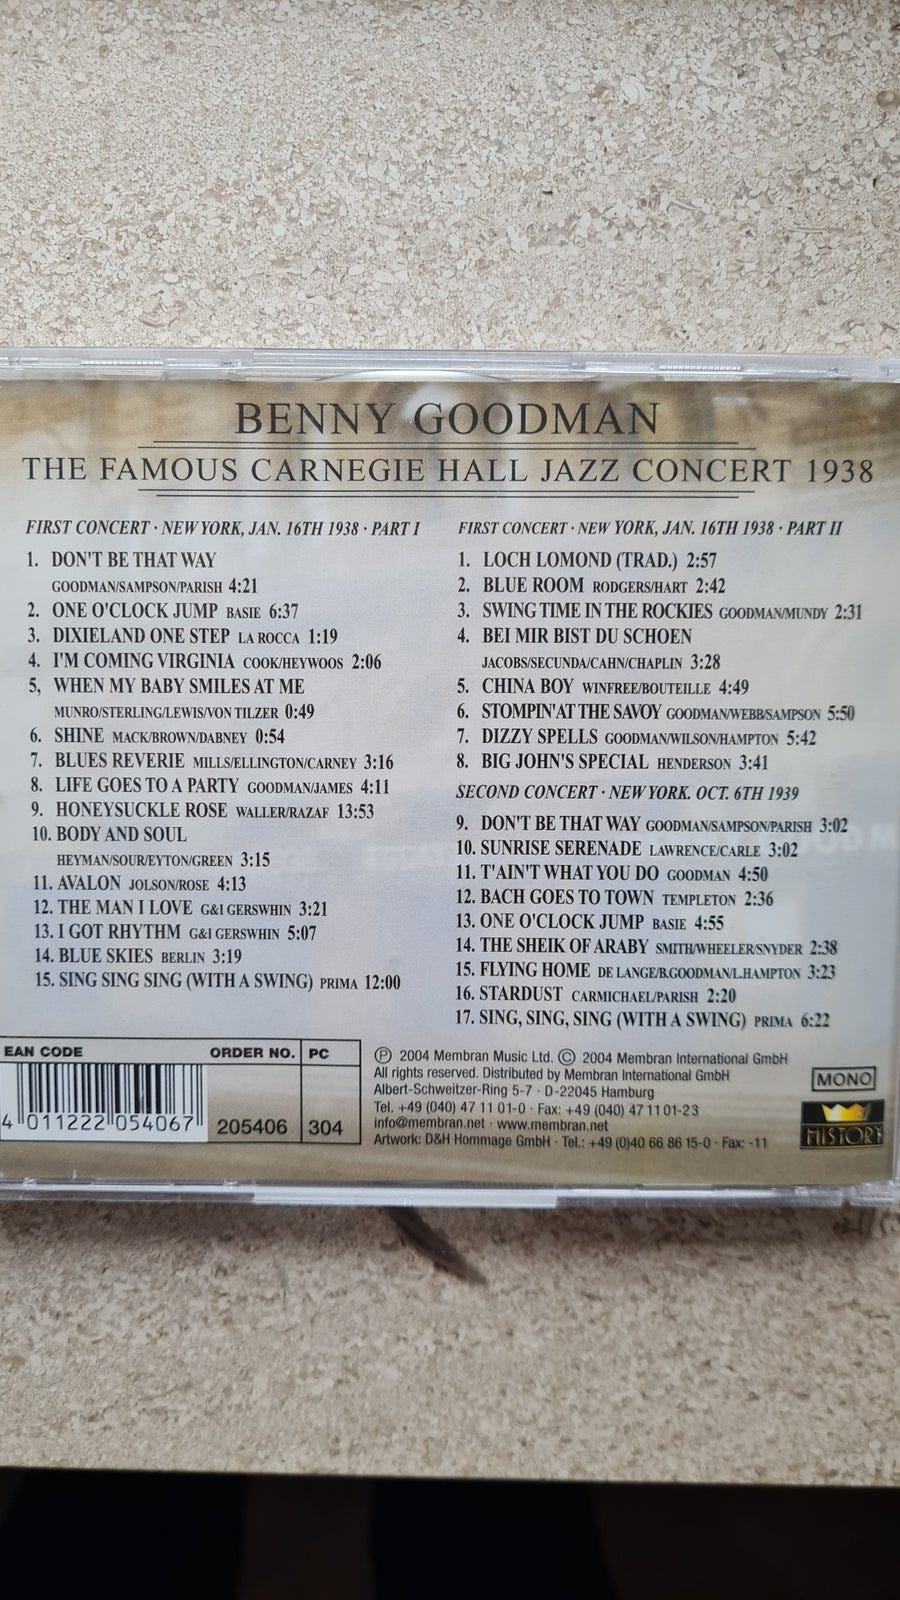 BENNY GOODMAN
THE FAMOUS CARNEGIE HALL JAZZ CONCERT 1938
FIRST CONCERT · NEW YORK, JAN. 16TH 1938 · PART I
1. DON'T BE THAT WAY
GOODMAN/SAMPSON/PARISH 4:21
2. ONE O'CLOCK JUMP BASIE 6:37
3. DIXIELAND ONE STEP LA ROCCA 1:19
4. I'M COMING VIRGINIA COOK/HEYWOOS 2:06
5, WHEN MY BABY SMILES AT ME
MUNRO/STERLING/LEWIS/VON TILZER 0:49
6. SHINE MACK/BROWN/DABNEY 0:54
7. BLUES REVERIE MILLS/ELLINGTON/CARNEY 3:16
8. LIFE GOES TO A PARTY GOODMAN/JAMES 4:11
9. HONEYSUCKLE ROSE WALLER/RAZAF 13:53
10. BODY AND SOUL
HEYMAN/SOUR/EYTON/GREEN 3:15
11. AVALON JOLSON/ROSE 4:13
12. THE MAN I LOVE G&I GERSWHIN 3:21
13. I GOT RHYTHM G&I GERSWHIN 5:07
14. BLUE SKIES BERLIN 3:19
15. SING SING SING (WITH A SWING) PRIMA 12:00
FIRST CONCERT · NEW YORK, JAN. 16TH 1938 · PART II
1. LOCH LOMOND (TRAD.) 2:57
2. BLUE ROOM RODGERS/HART 2:42
3. SWING TIME IN THE ROCKIES GOODMAN/MUNDY 2:31
4. BEI MIR BIST DU SCHOEN
JACOBS/SECUNDA/CAHN/CHAPLIN 3:28
5. CHINA BOY WINFREE/BOUTEILLE 4:49
6. STOMPIN'AT THE SAVOY GOODMAN/WEBB/SAMPSON 5:50
7. DIZZY SPELLS GOODMAN/WILSON/HAMPTON 5:42
8. BIG JOHN'S SPECIAL HENDERSON 3:41
SECOND CONCERT · NEW YORK. OCT. 6TH 1939
9. DON'T BE THAT WAY GOODMAN/SAMPSON/PARISH 3:02
10. SUNRISE SERENADE LAWRENCE/CARLE 3:02
11. T'AIN'T WHAT YOU DO GOODMAN 4:50
12. BACH GOES TO TOWN TEMPLETON 2:36
13. ONE O'CLOCK JUMP BASIE 4:55
14. THE SHEIK OF ARABY SMITH/WHEELER/SNYDER 2:38
15. FLYING HOME DE LANGE/B.GOODMAN/L.HAMPTON 3:23
16. STARDUST CARMICHAEL/PARISH 2:20
17. SING, SING, SING (WITH A SWING) PRIMA 6:22
EAN CODE ORDER NO. PC
4 011222 054067 205406 304
Ⓟ 2004 Membran Music Ltd. © 2004 Membran International GmbH
All rights reserved. Distributed by Membran International GmbH
Albert-Schweitzer-Ring 5-7 · D-22045 Hamburg
Tel. +49 (040) 47 11 01-0 · Fax: +49 (040) 47 11 01-23
info@membran.net · www.membran.net
Artwork: D&H Hommage GmbH · Tel.: +49 (0)40 66 86 15-0 · Fax: -11
MONO
HISTORY